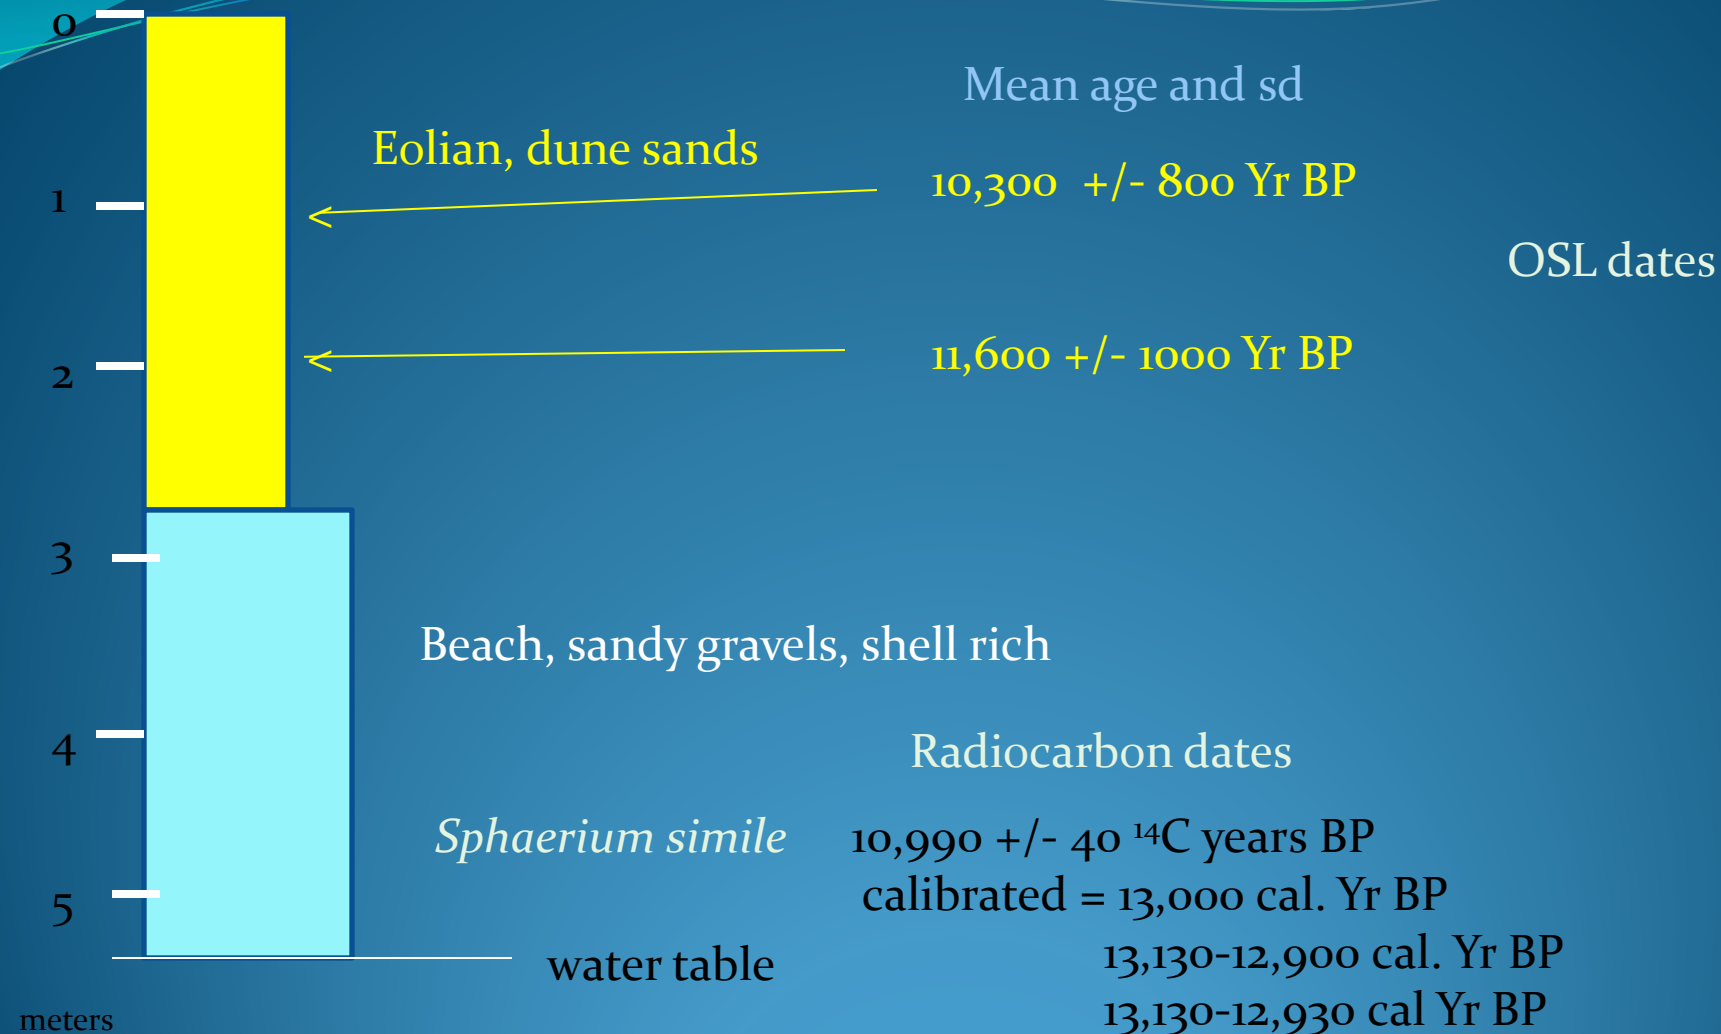 0
Mean age and sd
Eolian, dune sands
10,300 +/- 800 Yr BP
1
OSL dates
11,600 +/- 1000 Yr BP
2
3
Beach, sandy gravels, shell rich
4
Radiocarbon dates
Sphaerium simile 10,990 +/- 40 ¹⁴C years BP
calibrated = 13,000 cal. Yr BP
5
13,130-12,900 cal. Yr BP
water table
13,130-12,930 cal Yr BP
meters